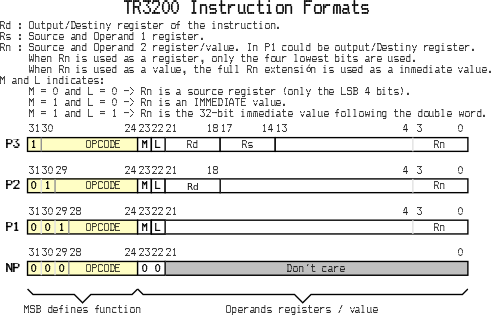 TR3200 Instruction Formats
Rd : Output/Destiny register of the instruction.
Rs : Source and Operand 1 register.
Rn : Source and Operand 2 register/value. In P1 could be output/Destiny register.
When Rn is used as a register, only the four lowest bits are used.
When Rn is used as a value, the full Rn extensión is used as a inmediate value.
M and L indicates:
M = 0 and L = 0 -> Rn is a source register (only the LSB 4 bits).
M = 1 and L = 0 -> Rn is an IMMEDIATE value.
M = 1 and L = 1 -> Rn is the 32-bit immediate value following the double word.
31 30 24 23 22 21 18 17 14 13 4 3 0
P3 1 OPCODE M L Rd Rs Rn
31 30 29 24 23 22 21 18 4 3 0
P2 0 1 OPCODE M L Rd Rn
31 30 29 28 24 23 22 21 4 3 0
P1 0 0 1 OPCODE M L Rn
31 30 29 28 24 23 22 21 0
NP 0 0 0 OPCODE 0 0 Don't care
MSB defines function Operands registers / value